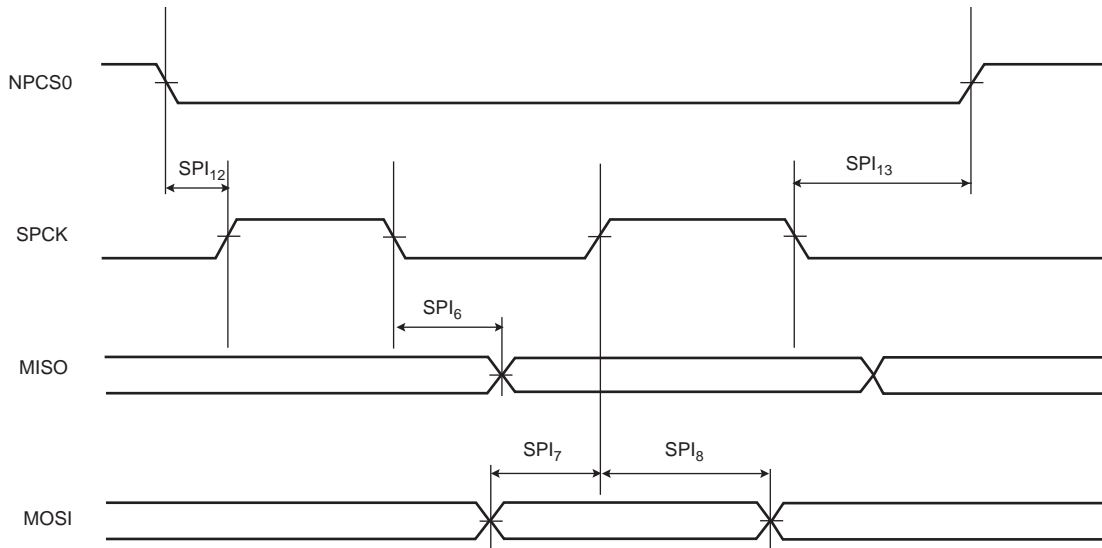 NPCS0
SPI₁₂
SPI₁₃
SPCK
SPI₆
MISO
SPI₇
SPI₈
MOSI